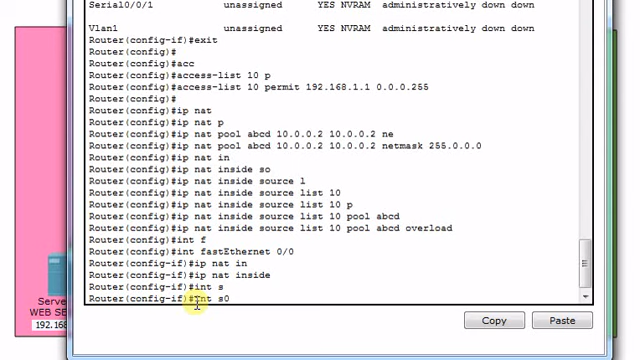 Serial0/0/1 unassigned YES NVRAM administratively down down
Vlan1 unassigned YES NVRAM administratively down down
Router(config-if)#exit
Router(config)#
Router(config)#acc
Router(config)#access-list 10 p
Router(config)#access-list 10 permit 192.168.1.1 0.0.0.255
Router(config)#
Router(config)#ip nat
Router(config)#ip nat p
Router(config)#ip nat pool abcd 10.0.0.2 10.0.0.2 ne
Router(config)#ip nat pool abcd 10.0.0.2 10.0.0.2 netmask 255.0.0.0
Router(config)#ip nat in
Router(config)#ip nat inside so
Router(config)#ip nat inside source l
Router(config)#ip nat inside source list 10
Router(config)#ip nat inside source list 10 p
Router(config)#ip nat inside source list 10 pool abcd
Router(config)#ip nat inside source list 10 pool abcd overload
Router(config)#int f
Router(config)#int fastEthernet 0/0
Router(config-if)#ip nat in
Router(config-if)#ip nat inside
Router(config-if)#int s
Router(config-if)#int s0
Copy Paste
Serve
WEB SE
192.168